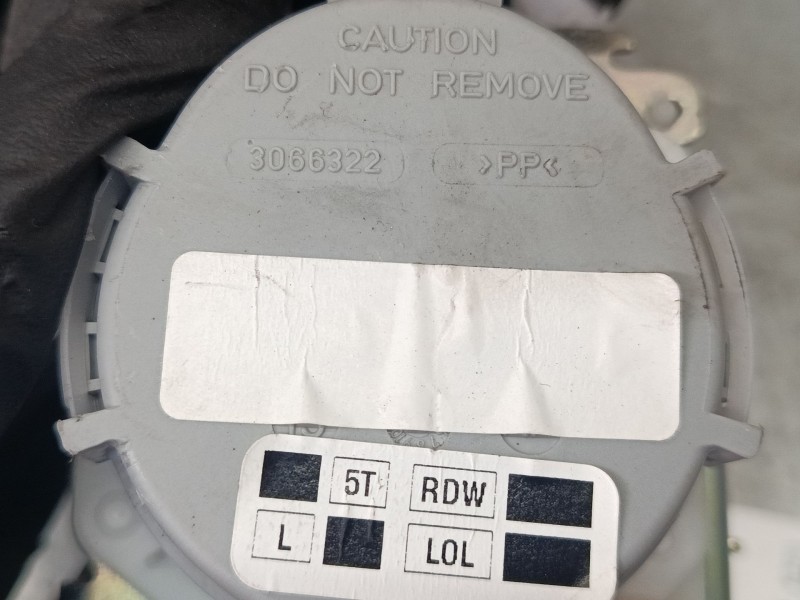 CAUTION
DO NOT REMOVE
3066322 >PP<
5T RDW
L LOL